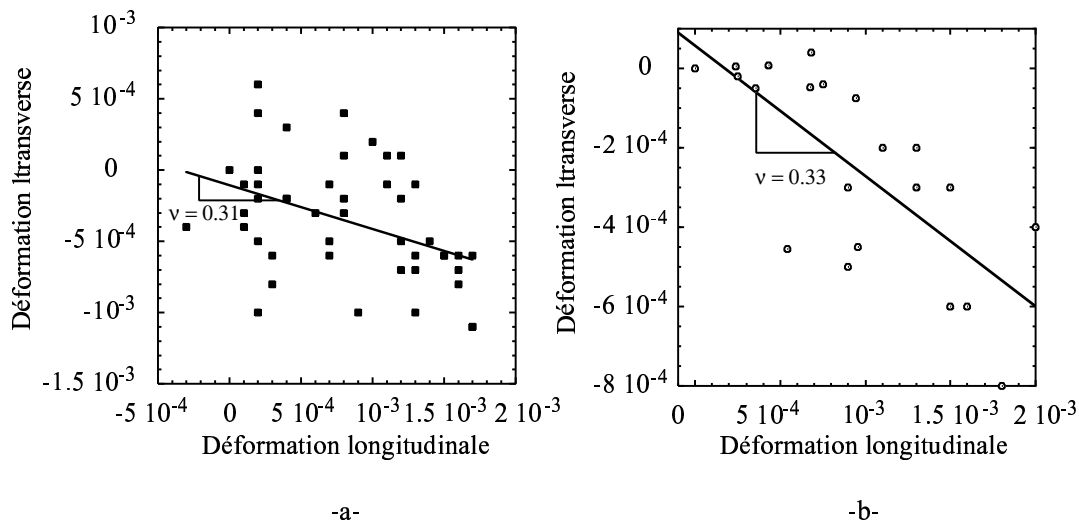 10⁻³
5 10⁻⁴
0
-5 10⁻⁴
-10⁻³
-1.5 10⁻³
Déformation ltransverse
ν = 0.31
-5 10⁻⁴ 0 5 10⁻⁴ 10⁻³ 1.5 10⁻³ 2 10⁻³
Déformation longitudinale
-a-
0
-2 10⁻⁴
-4 10⁻⁴
-6 10⁻⁴
-8 10⁻⁴
Déformation ltransverse
ν = 0.33
0 5 10⁻⁴ 10⁻³ 1.5 10⁻³ 2 10⁻³
Déformation longitudinale
-b-